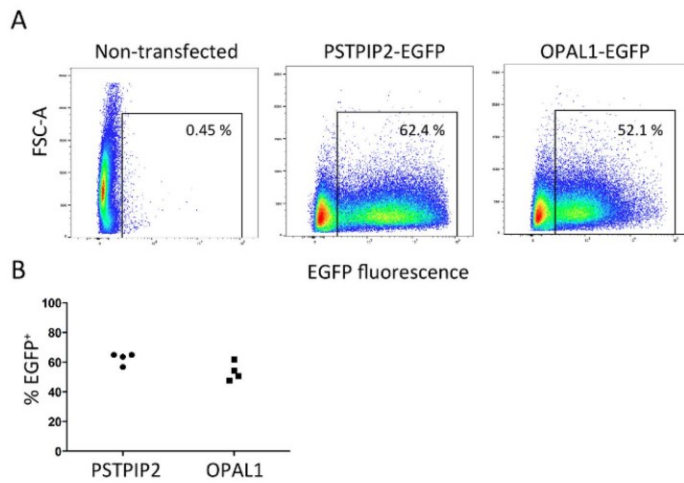 A
Non-transfected
PSTPIP2-EGFP
OPAL1-EGFP
FSC-A
0.45 %
62.4 %
52.1 %
EGFP fluorescence
B
% EGFP⁺
100
80
60
40
20
0
PSTPIP2
OPAL1